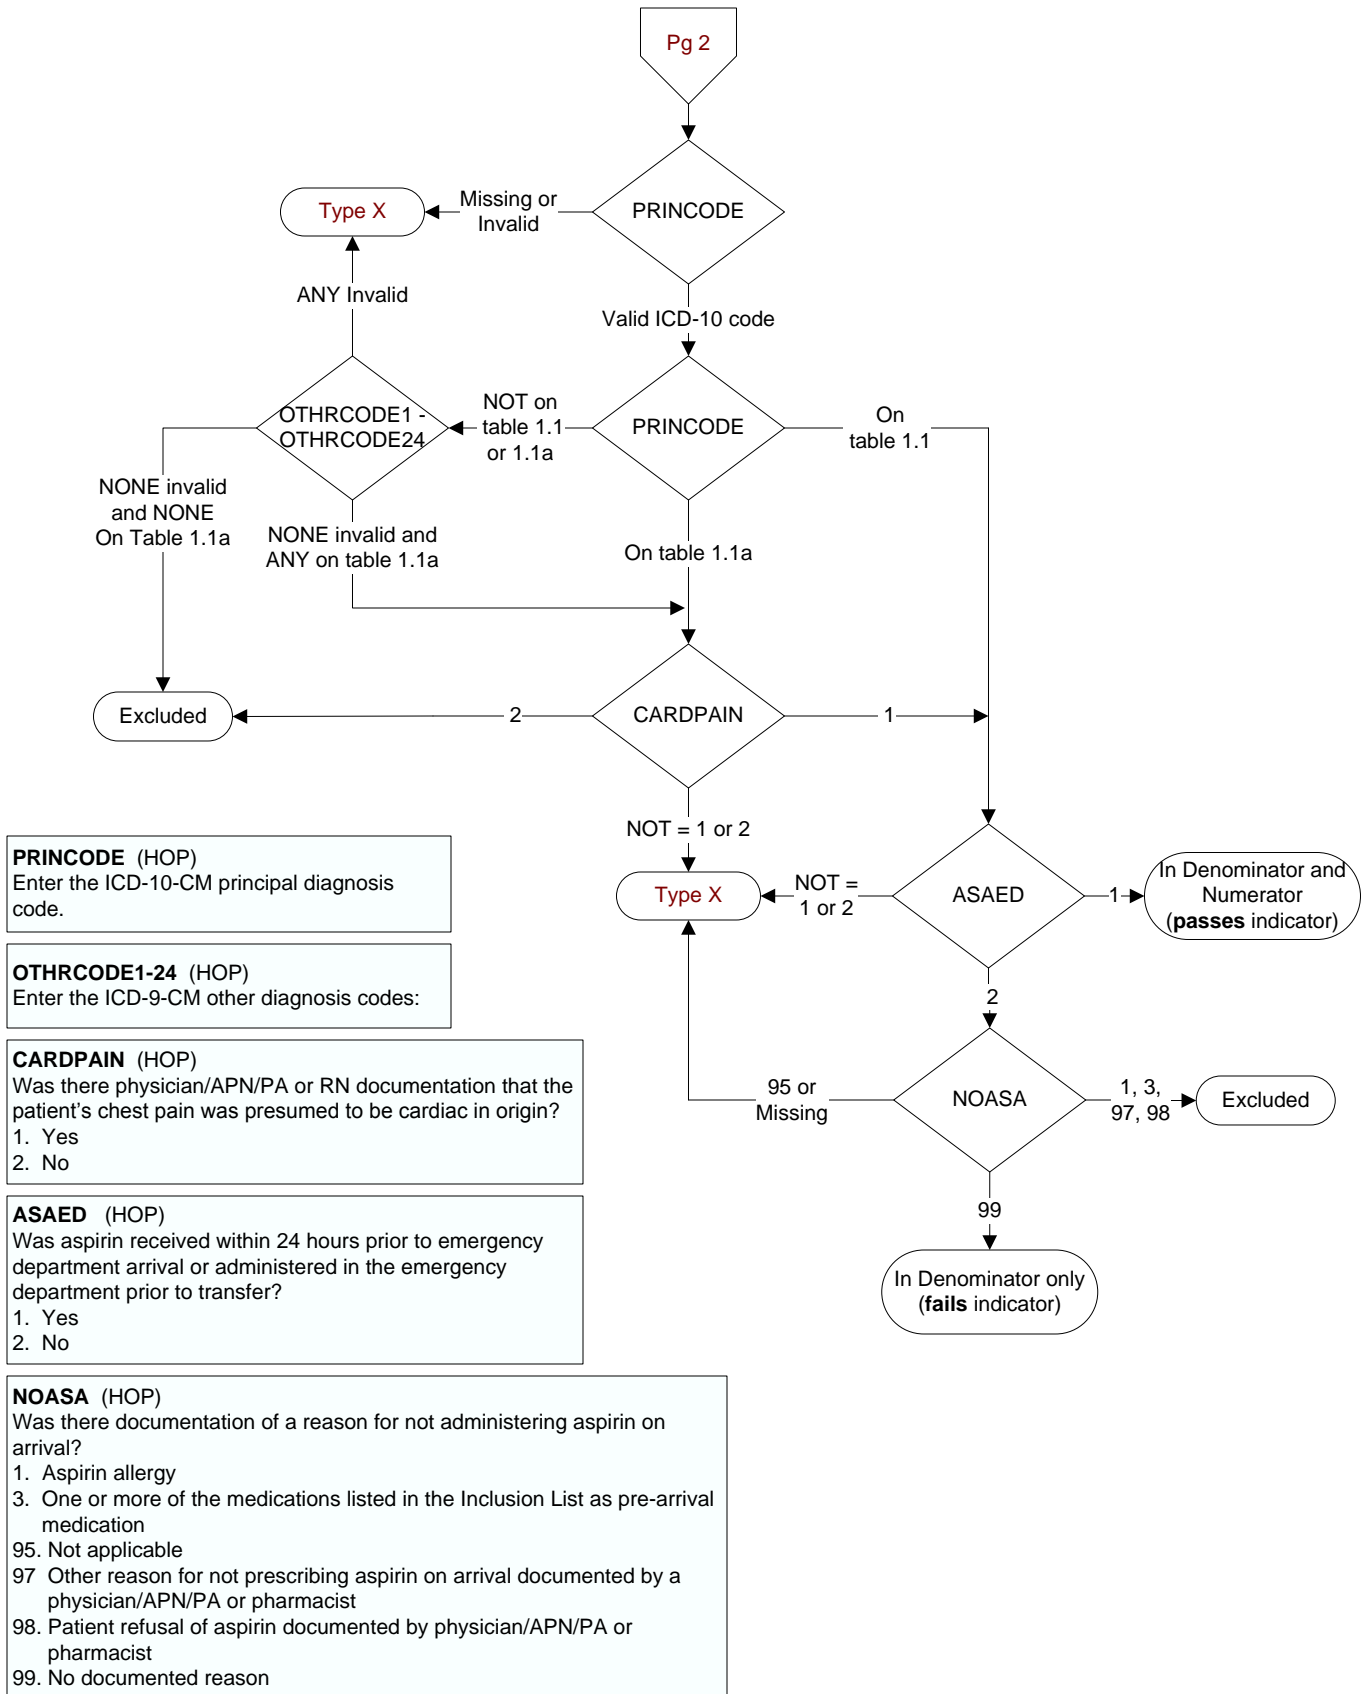 Pg 2
PRINCODE
Missing or
Invalid
Type X
ANY Invalid
Valid ICD-10 code
OTHRCODE1 -
OTHRCODE24
NOT on
table 1.1
or 1.1a
PRINCODE
On
table 1.1
NONE invalid
and NONE
On Table 1.1a
NONE invalid and
ANY on table 1.1a
On table 1.1a
Excluded
2
CARDPAIN
1
NOT = 1 or 2
Type X
NOT =
1 or 2
ASAED
1
In Denominator and
Numerator
(passes indicator)
2
95 or
Missing
NOASA
1, 3,
97, 98
Excluded
99
In Denominator only
(fails indicator)
PRINCODE (HOP)
Enter the ICD-10-CM principal diagnosis
code.
OTHRCODE1-24 (HOP)
Enter the ICD-9-CM other diagnosis codes:
CARDPAIN (HOP)
Was there physician/APN/PA or RN documentation that the
patient's chest pain was presumed to be cardiac in origin?
1. Yes
2. No
ASAED (HOP)
Was aspirin received within 24 hours prior to emergency
department arrival or administered in the emergency
department prior to transfer?
1. Yes
2. No
NOASA (HOP)
Was there documentation of a reason for not administering aspirin on
arrival?
1. Aspirin allergy
3. One or more of the medications listed in the Inclusion List as pre-arrival
medication
95. Not applicable
97 Other reason for not prescribing aspirin on arrival documented by a
physician/APN/PA or pharmacist
98. Patient refusal of aspirin documented by physician/APN/PA or
pharmacist
99. No documented reason